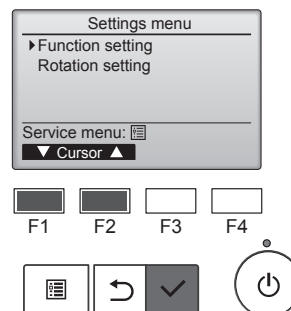 Settings menu
Function setting
Rotation setting
Service menu:
▼ Cursor ▲
F1 F2 F3 F4